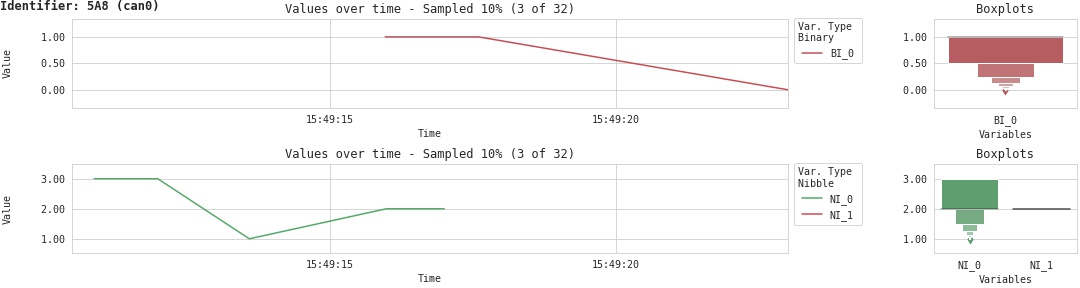 Identifier: 5A8 (can0)
Values over time - Sampled 10% (3 of 32)
Value
1.00
0.50
0.00
15:49:15
15:49:20
Time
Var. Type
Binary
BI_0
Boxplots
1.00
0.50
0.00
BI_0
Variables
Values over time - Sampled 10% (3 of 32)
Value
3.00
2.00
1.00
15:49:15
15:49:20
Time
Var. Type
Nibble
NI_0
NI_1
Boxplots
3.00
2.00
1.00
NI_0 NI_1
Variables